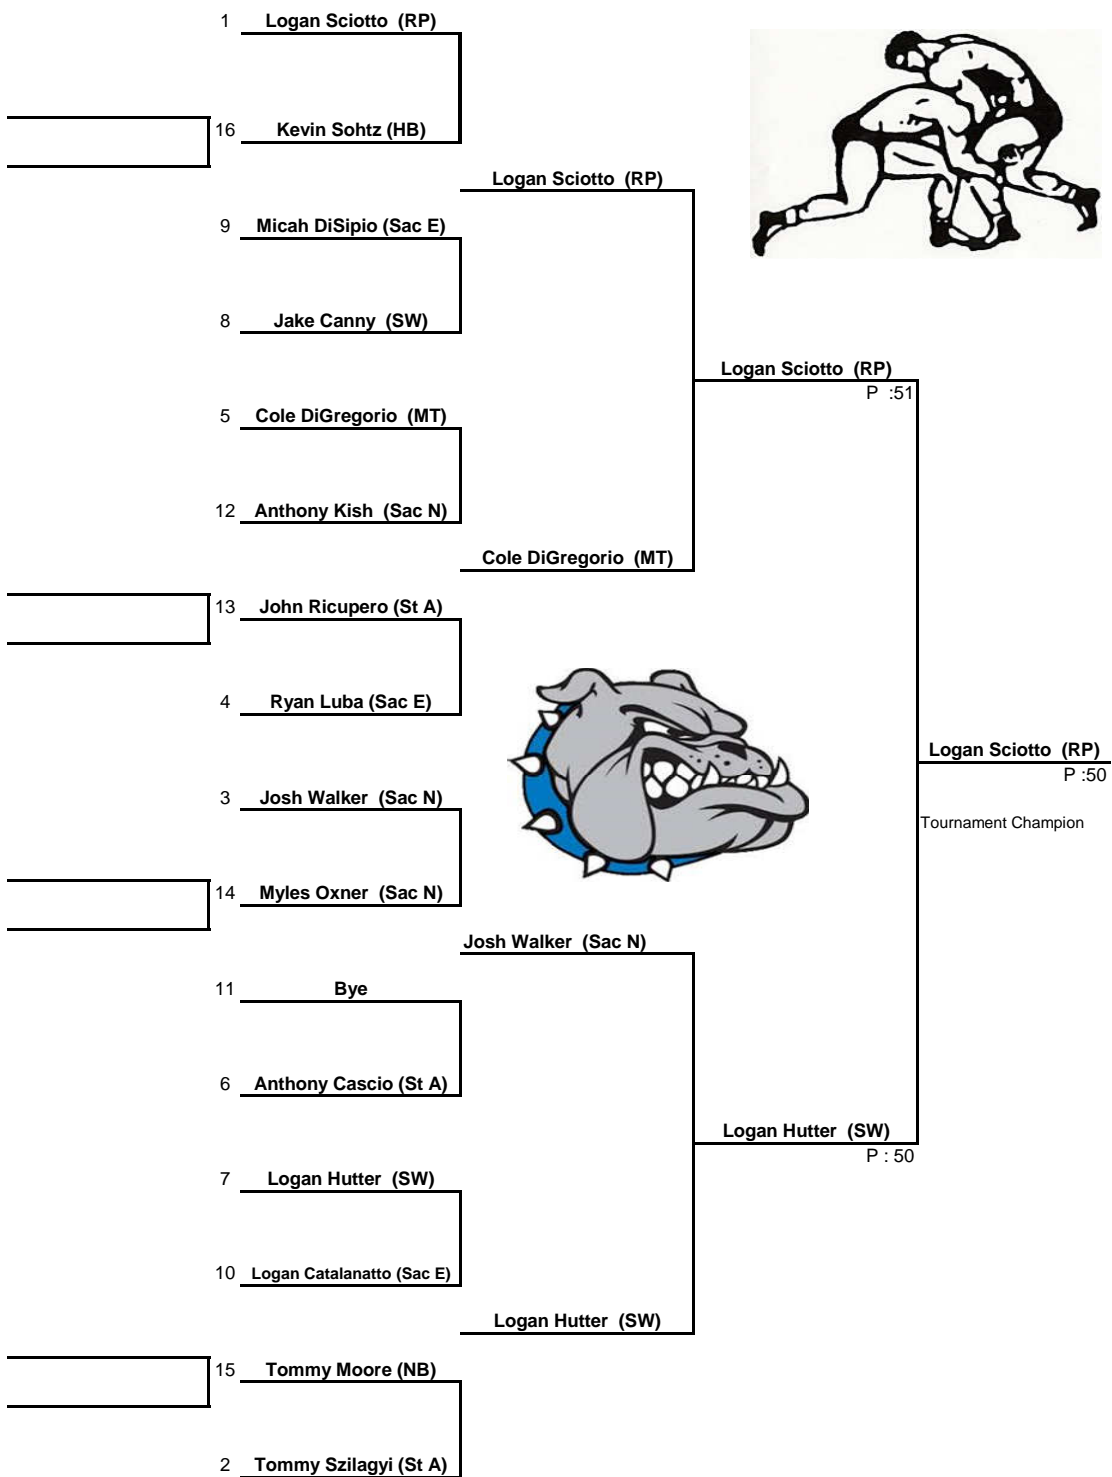 1 Logan Sciotto (RP)
16 Kevin Sohtz (HB)
Logan Sciotto (RP)
9 Micah DiSipio (Sac E)
8 Jake Canny (SW)
Logan Sciotto (RP)
P :51
5 Cole DiGregorio (MT)
12 Anthony Kish (Sac N)
Cole DiGregorio (MT)
13 John Ricupero (St A)
4 Ryan Luba (Sac E)
Logan Sciotto (RP)
P :50
3 Josh Walker (Sac N)
Tournament Champion
14 Myles Oxner (Sac N)
Josh Walker (Sac N)
11 Bye
6 Anthony Cascio (St A)
Logan Hutter (SW)
P : 50
7 Logan Hutter (SW)
10 Logan Catalanatto (Sac E)
Logan Hutter (SW)
15 Tommy Moore (NB)
2 Tommy Szilagyi (St A)